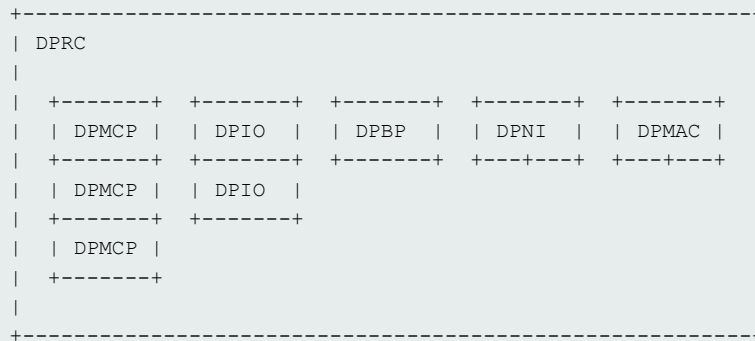 +---------------------------------------------------------
| DPRC
|
|  +-------+  +-------+  +-------+  +-------+  +-------+
|  | DPMCP |  | DPIO  |  | DPBP  |  | DPNI  |  | DPMAC |
|  +-------+  +-------+  +-------+  +---+---+  +---+---+
|  | DPMCP |  | DPIO  |
|  +-------+  +-------+
|  | DPMCP |
|  +-------+
|
+---------------------------------------------------------